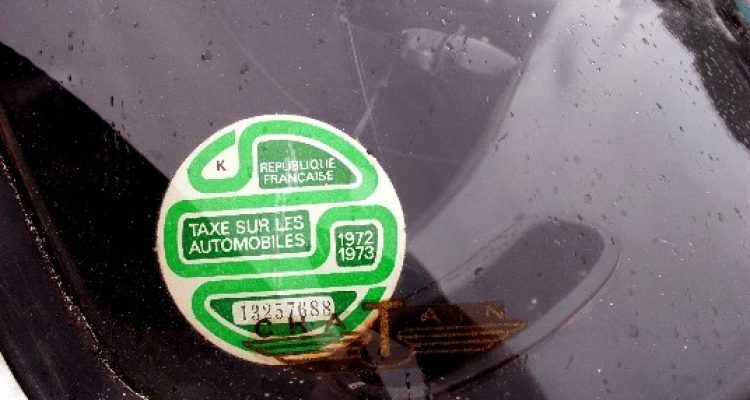 K
RÉPUBLIQUE
FRANÇAISE
TAXE SUR LES
AUTOMOBILES
1972
1973
13257688